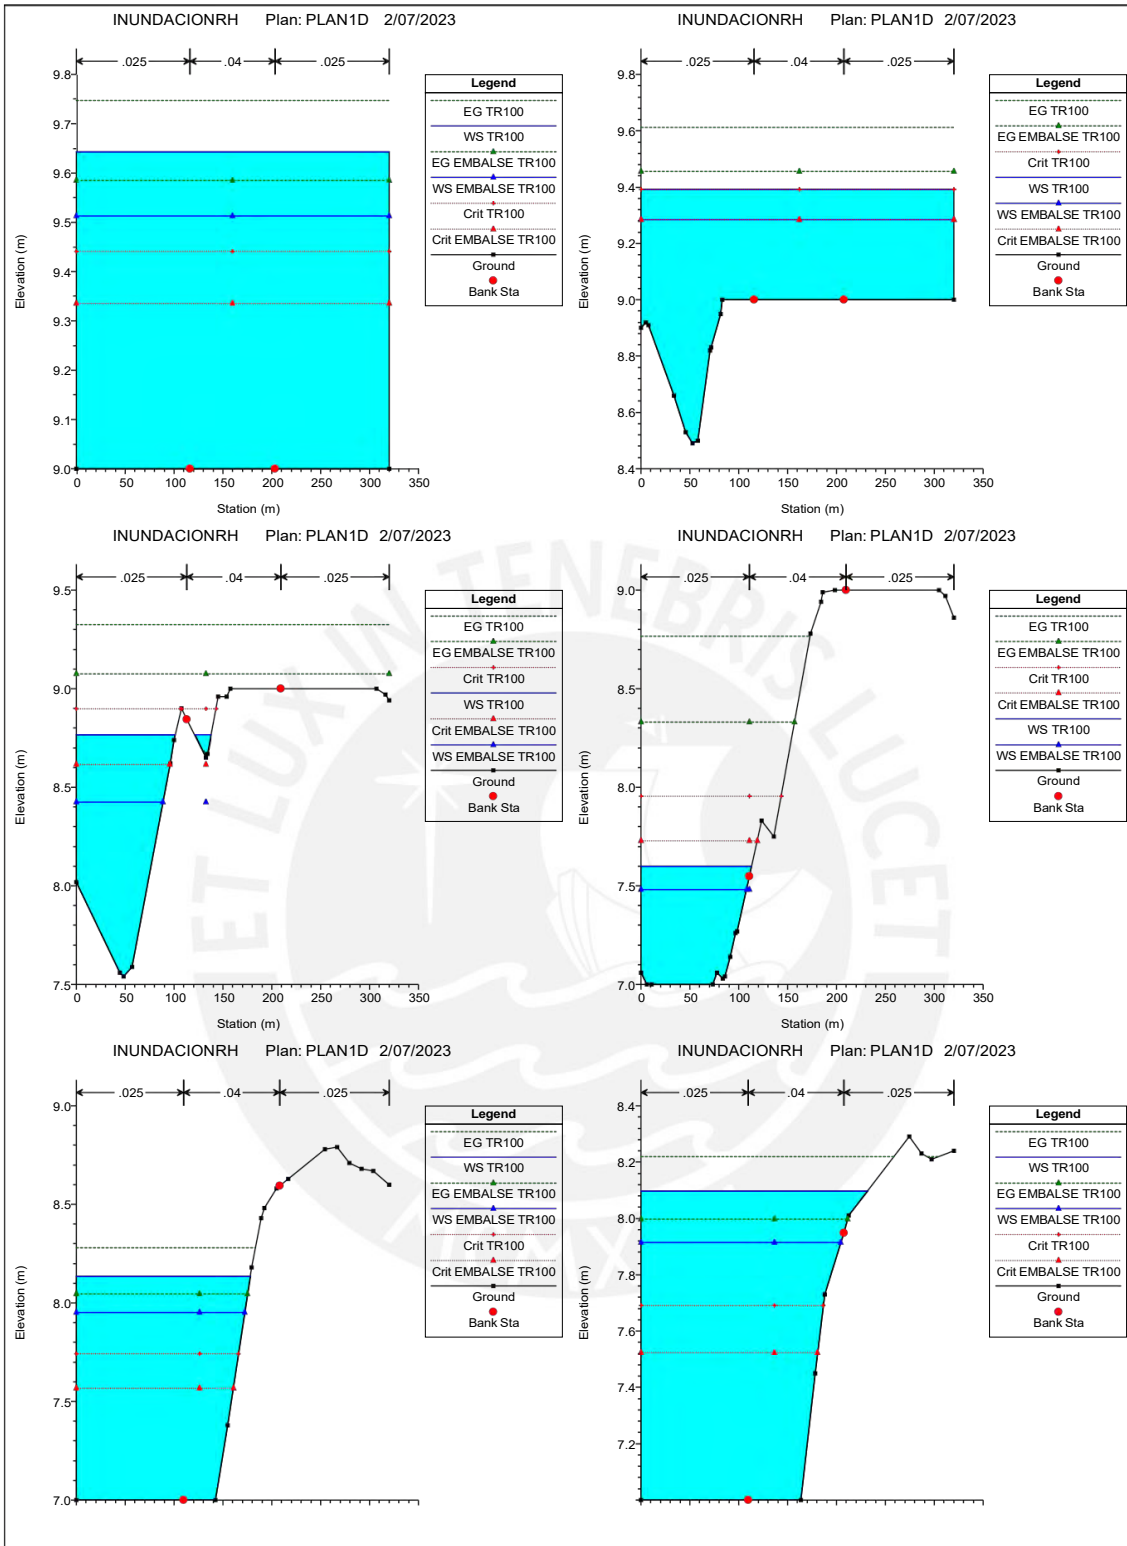 INUNDACIONRH Plan: PLAN1D 2/07/2023
.025 .04 .025
Elevation (m)
9.8
9.7
9.6
9.5
9.4
9.3
9.2
9.1
9.0
0 50 100 150 200 250 300 350
Station (m)
Legend
EG TR100
WS TR100
EG EMBALSE TR100
WS EMBALSE TR100
Crit TR100
Crit EMBALSE TR100
Ground
Bank Sta
INUNDACIONRH Plan: PLAN1D 2/07/2023
.025 .04 .025
Elevation (m)
9.8
9.6
9.4
9.2
9.0
8.8
8.6
8.4
0 50 100 150 200 250 300 350
Station (m)
Legend
EG TR100
EG EMBALSE TR100
Crit TR100
WS TR100
WS EMBALSE TR100
Crit EMBALSE TR100
Ground
Bank Sta
INUNDACIONRH Plan: PLAN1D 2/07/2023
.025 .04 .025
Elevation (m)
9.5
9.0
8.5
8.0
7.5
0 50 100 150 200 250 300 350
Station (m)
Legend
EG TR100
EG EMBALSE TR100
Crit TR100
WS TR100
Crit EMBALSE TR100
WS EMBALSE TR100
Ground
Bank Sta
INUNDACIONRH Plan: PLAN1D 2/07/2023
.025 .04 .025
Elevation (m)
9.0
8.5
8.0
7.5
7.0
0 50 100 150 200 250 300 350
Station (m)
Legend
EG TR100
EG EMBALSE TR100
Crit TR100
Crit EMBALSE TR100
WS TR100
WS EMBALSE TR100
Ground
Bank Sta
INUNDACIONRH Plan: PLAN1D 2/07/2023
.025 .04 .025
Elevation (m)
9.0
8.5
8.0
7.5
7.0
Legend
EG TR100
WS TR100
EG EMBALSE TR100
WS EMBALSE TR100
Crit TR100
Crit EMBALSE TR100
Ground
Bank Sta
INUNDACIONRH Plan: PLAN1D 2/07/2023
.025 .04 .025
Elevation (m)
8.4
8.2
8.0
7.8
7.6
7.4
7.2
Legend
EG TR100
WS TR100
EG EMBALSE TR100
WS EMBALSE TR100
Crit TR100
Crit EMBALSE TR100
Ground
Bank Sta
ET LUX IN TENEBRIS LUCET